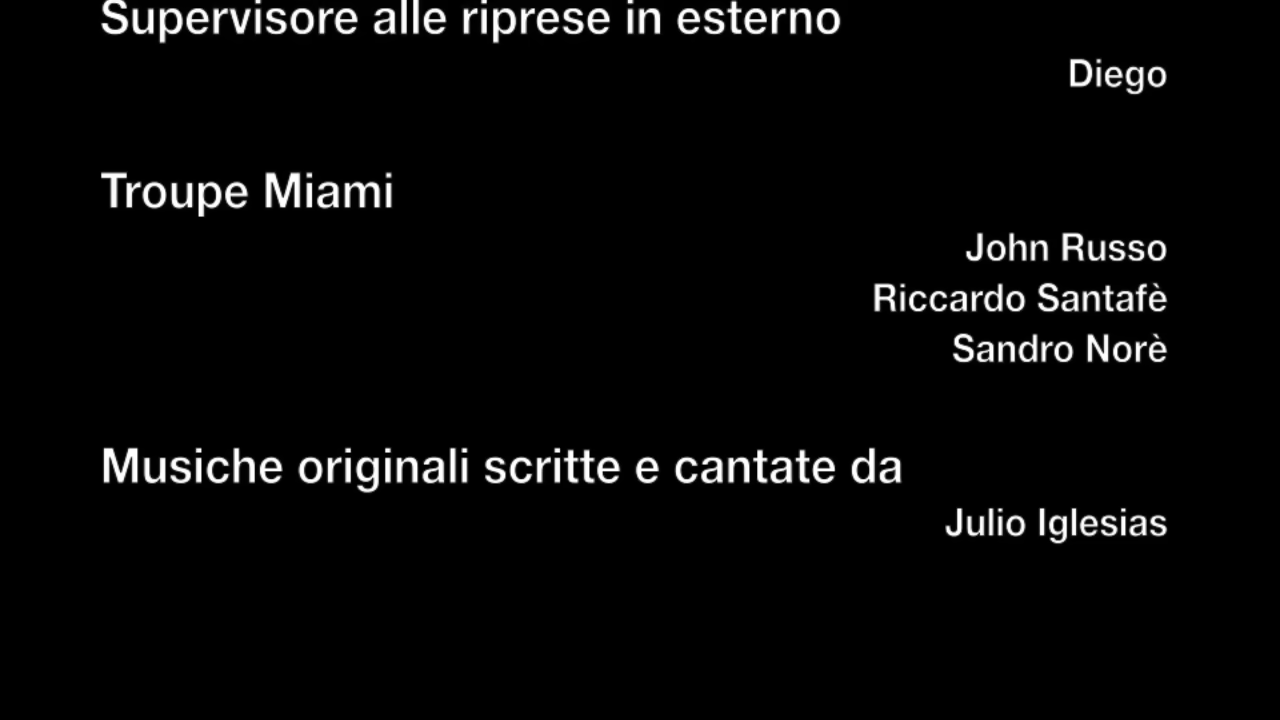 Supervisore alle riprese in esterno
Diego
Troupe Miami
John Russo
Riccardo Santafè
Sandro Norè
Musiche originali scritte e cantate da
Julio Iglesias